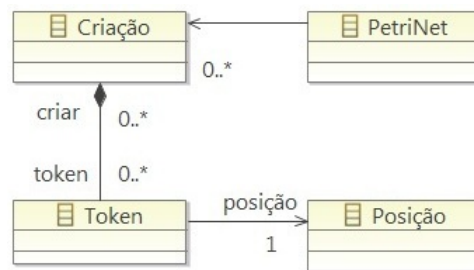 Criação
PetriNet
0..*
criar
0..*
token
0..*
posição
Token
Posição
1